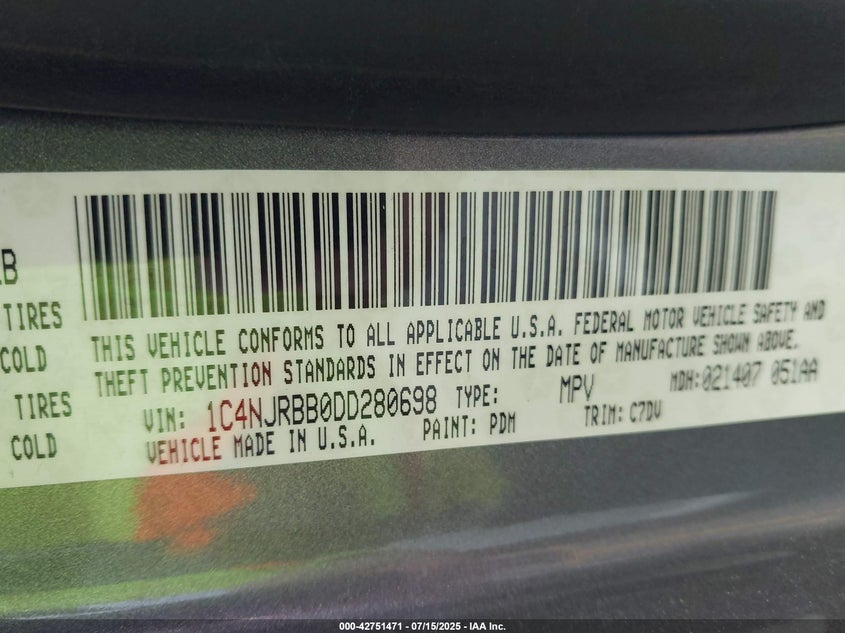 B
TIRES
COLD
TIRES
COLD
THIS VEHICLE CONFORMS TO ALL APPLICABLE U.S.A. FEDERAL MOTOR VEHICLE SAFETY AND
THEFT PREVENTION STANDARDS IN EFFECT ON THE DATE OF MANUFACTURE SHOWN ABOVE.
VIN: 1C4NJRBB0DD280698 TYPE: MPV MDH:021407 051AA
VEHICLE MADE IN U.S.A. PAINT: PDM TRIM: C7DV
000-42751471 | 07/15/2025 - IAA Inc.